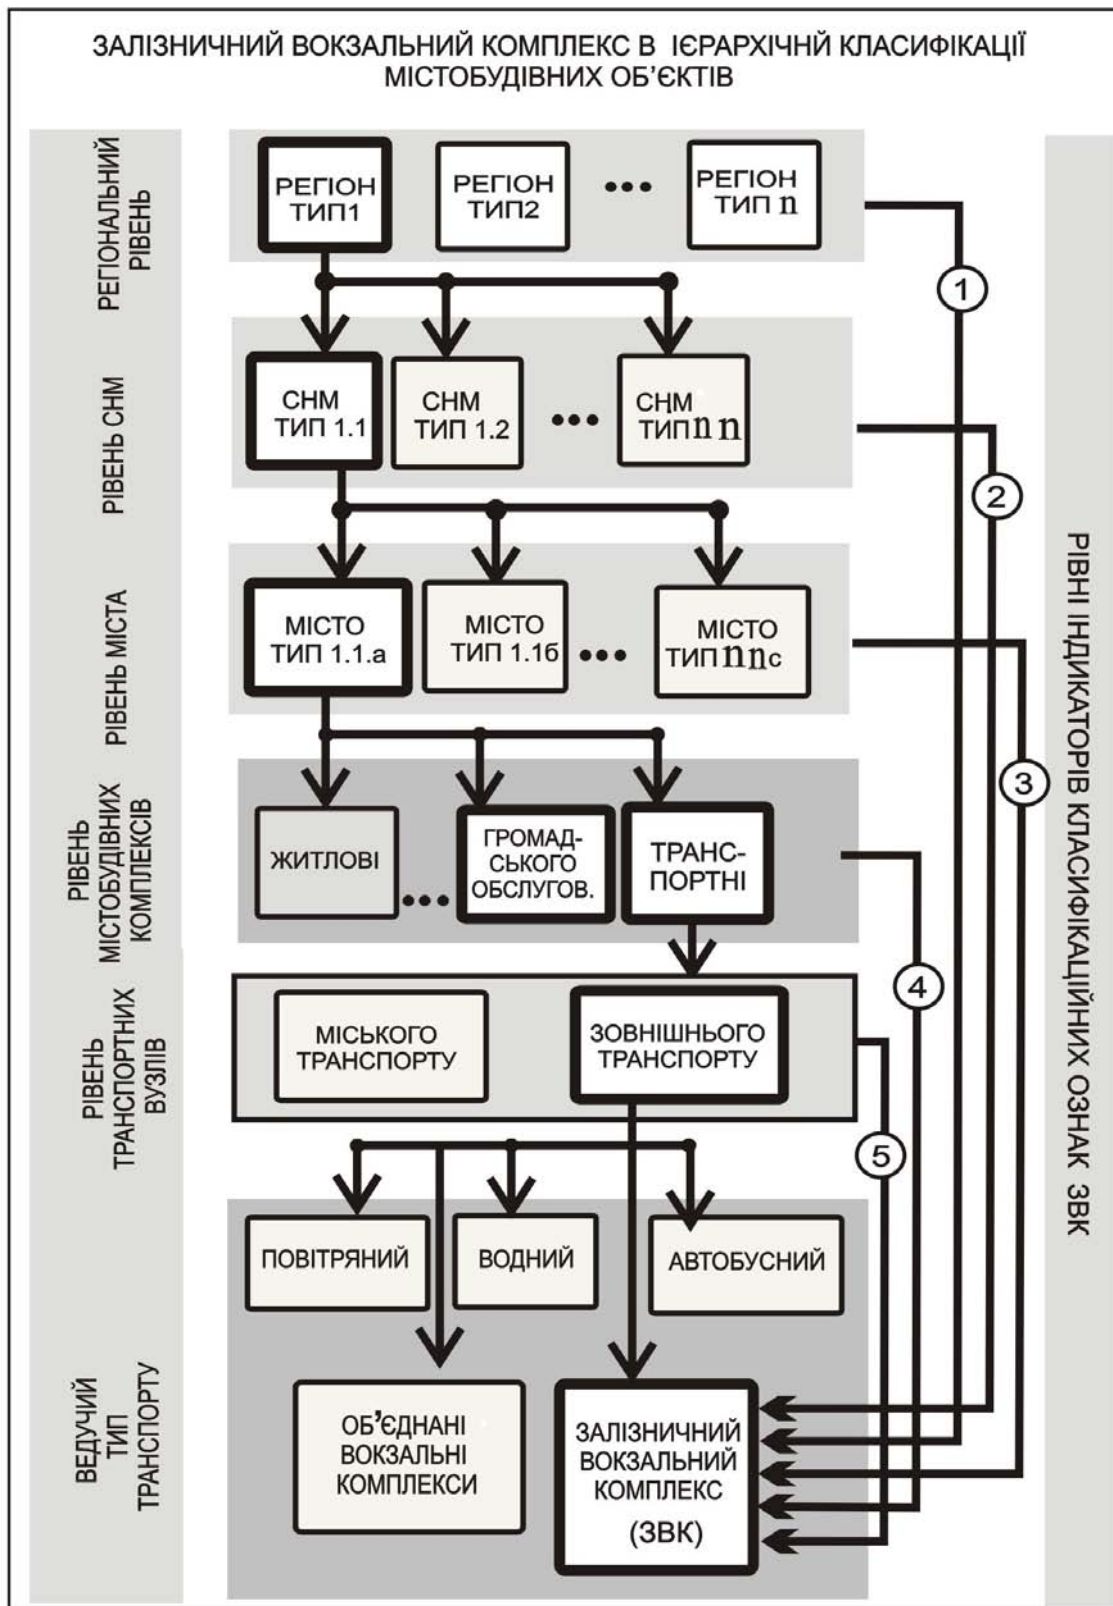 ЗАЛІЗНИЧНИЙ ВОКЗАЛЬНИЙ КОМПЛЕКС В ІЄРАРХІЧНЙ КЛАСИФІКАЦІЇ
МІСТОБУДІВНИХ ОБ’ЄКТІВ
РЕГІОНАЛЬНИЙ
РІВЕНЬ
РЕГІОН
ТИП1
РЕГІОН
ТИП2
...
РЕГІОН
ТИП n
1
РІВЕНЬ СНМ
СНМ
ТИП 1.1
СНМ
ТИП 1.2
...
СНМ
ТИП n n
2
РІВЕНЬ МІСТА
МІСТО
ТИП 1.1.а
МІСТО
ТИП 1.1б
...
МІСТО
ТИП n n с
3
РІВЕНЬ
МІСТОБУДІВНИХ
КОМПЛЕКСІВ
ЖИТЛОВІ
...
ГРОМАД-
СЬКОГО
ОБСЛУГОВ.
ТРАНС-
ПОРТНІ
4
РІВЕНЬ
ТРАНСПОРТНИХ
ВУЗЛІВ
МІСЬКОГО
ТРАНСПОРТУ
ЗОВНІШНЬОГО
ТРАНСПОРТУ
5
ВЕДУЧИЙ
ТИП
ТРАНСПОРТУ
ПОВІТРЯНИЙ
ВОДНИЙ
АВТОБУСНИЙ
ОБ’ЄДНАНІ
ВОКЗАЛЬНІ
КОМПЛЕКСИ
ЗАЛІЗНИЧНИЙ
ВОКЗАЛЬНИЙ
КОМПЛЕКС
(ЗВК)
РІВНІ ІНДИКАТОРІВ КЛАСИФІКАЦІЙНИХ ОЗНАК ЗВК